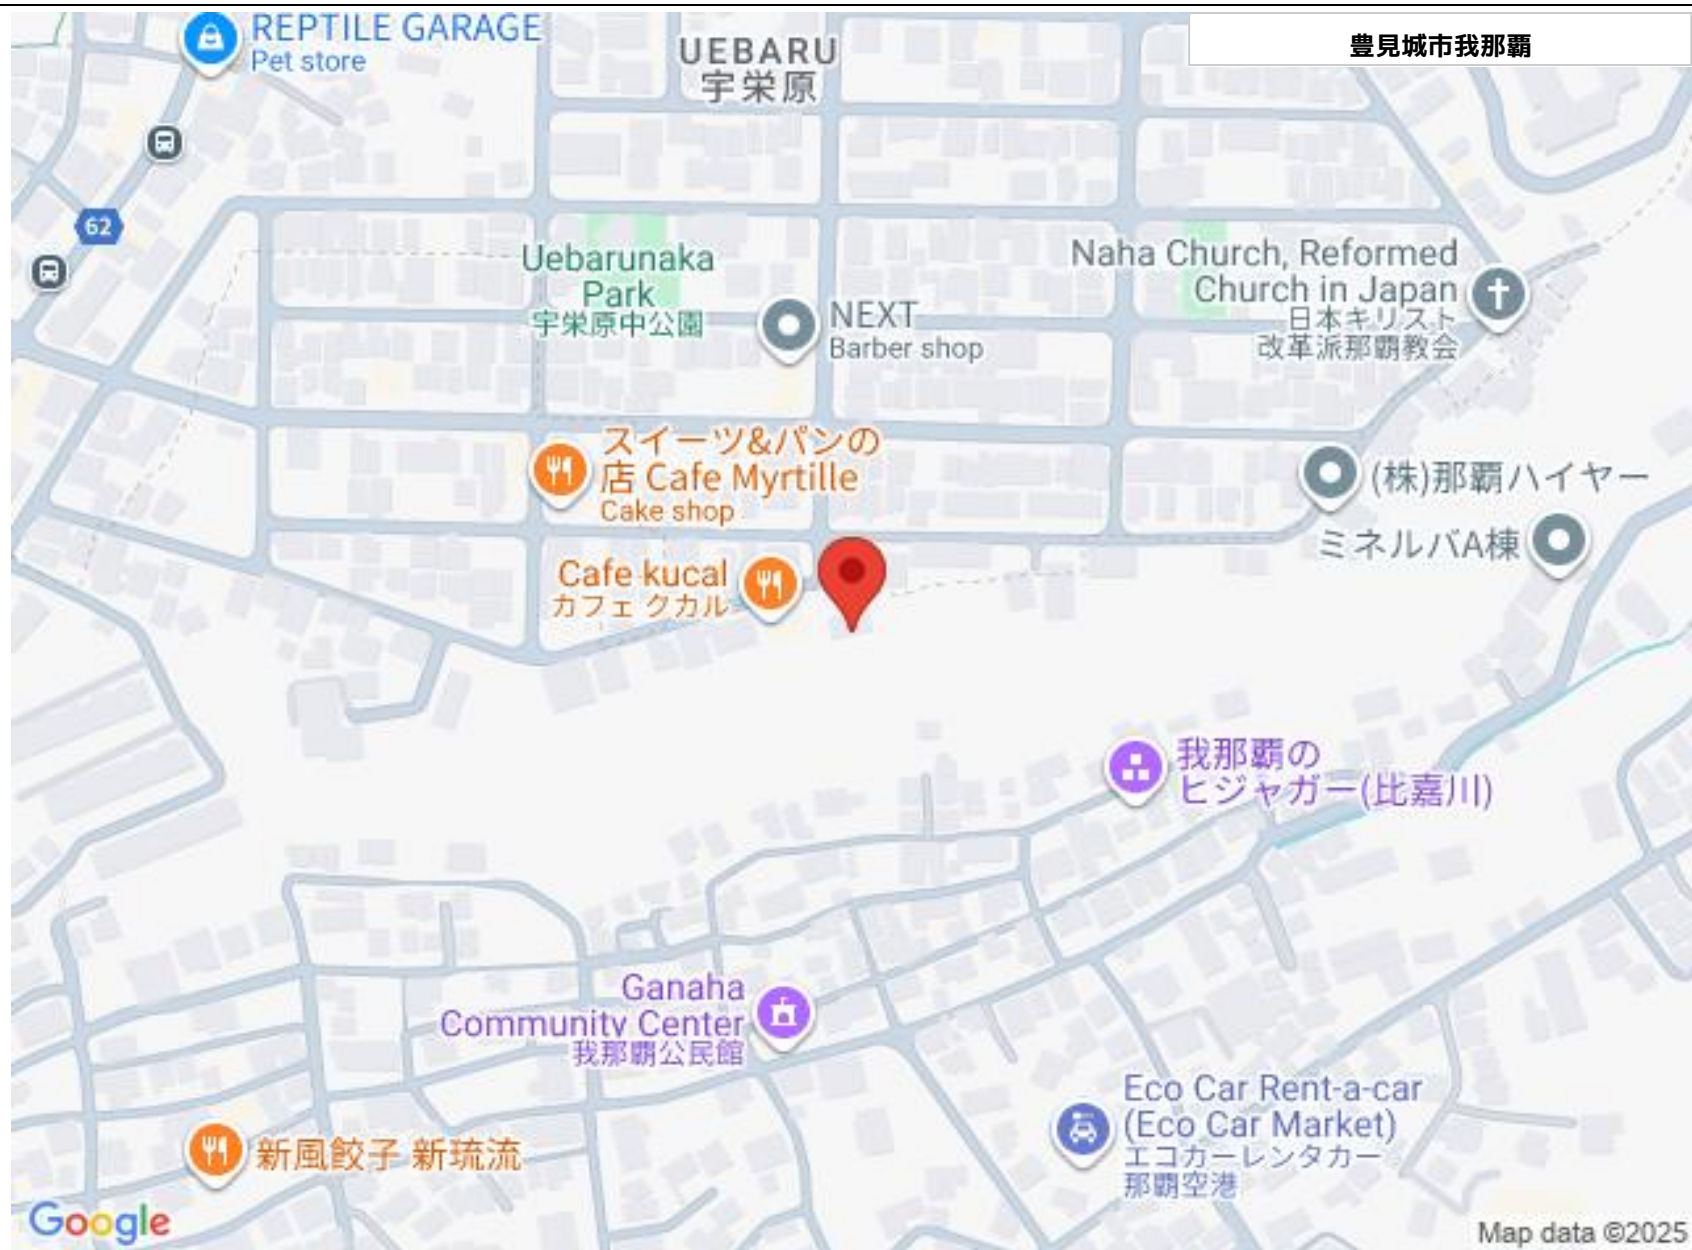 REPTILE GARAGE
Pet store
UEBARU
宇栄原
豊見城市我那覇
62
Uebarunaka
Park
宇栄原中公園
NEXT
Barber shop
Naha Church, Reformed
Church in Japan
日本キリスト
改革派那覇教会
スイーツ&パンの
店 Cafe Myrtille
Cake shop
(株)那覇ハイヤー
ミネルバA棟
Cafe kucal
カフェ クカル
我那覇の
ヒジャガー(比嘉川)
Ganaha
Community Center
我那覇公民館
Eco Car Rent-a-car
(Eco Car Market)
エコカーレンタカー
那覇空港
新風餃子 新琉流
Google
Map data ©2025